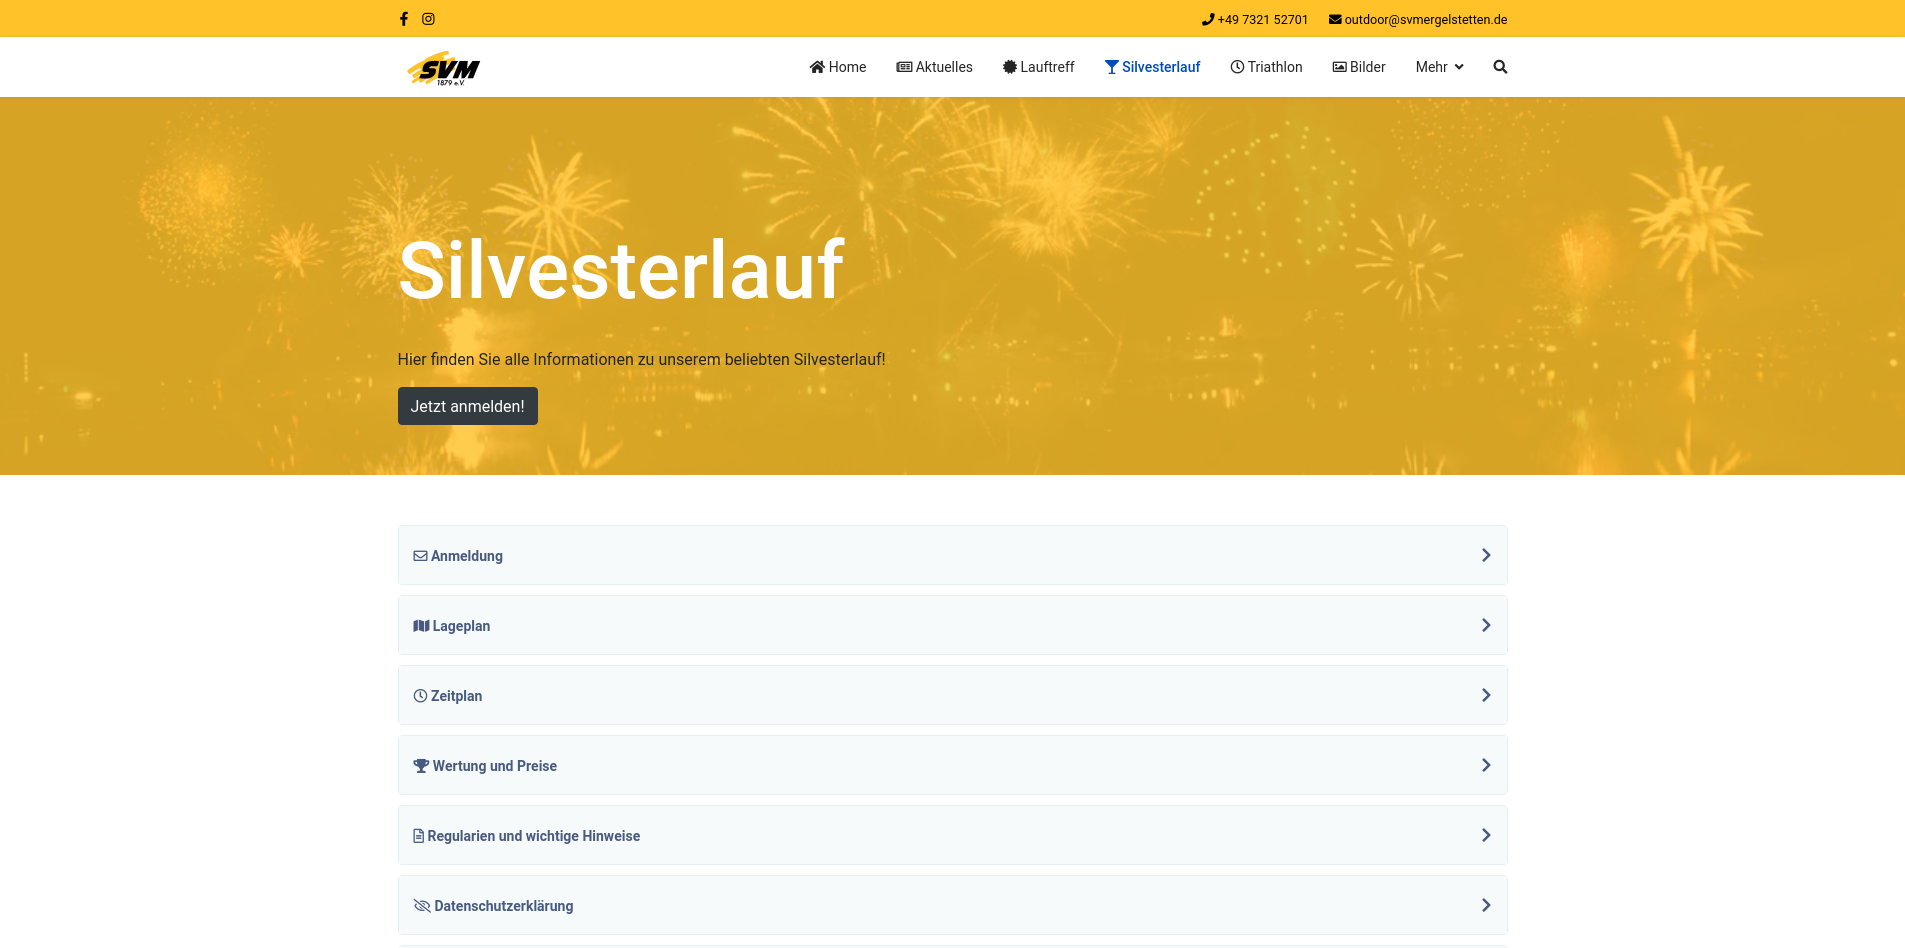 +49 7321 52701 outdoor@svmergelstetten.de
SVM
1879 e.V.
Home Aktuelles Lauftreff Silvesterlauf Triathlon Bilder Mehr
Silvesterlauf
Hier finden Sie alle Informationen zu unserem beliebten Silvesterlauf!
Jetzt anmelden!
Anmeldung
Lageplan
Zeitplan
Wertung und Preise
Regularien und wichtige Hinweise
Datenschutzerklärung